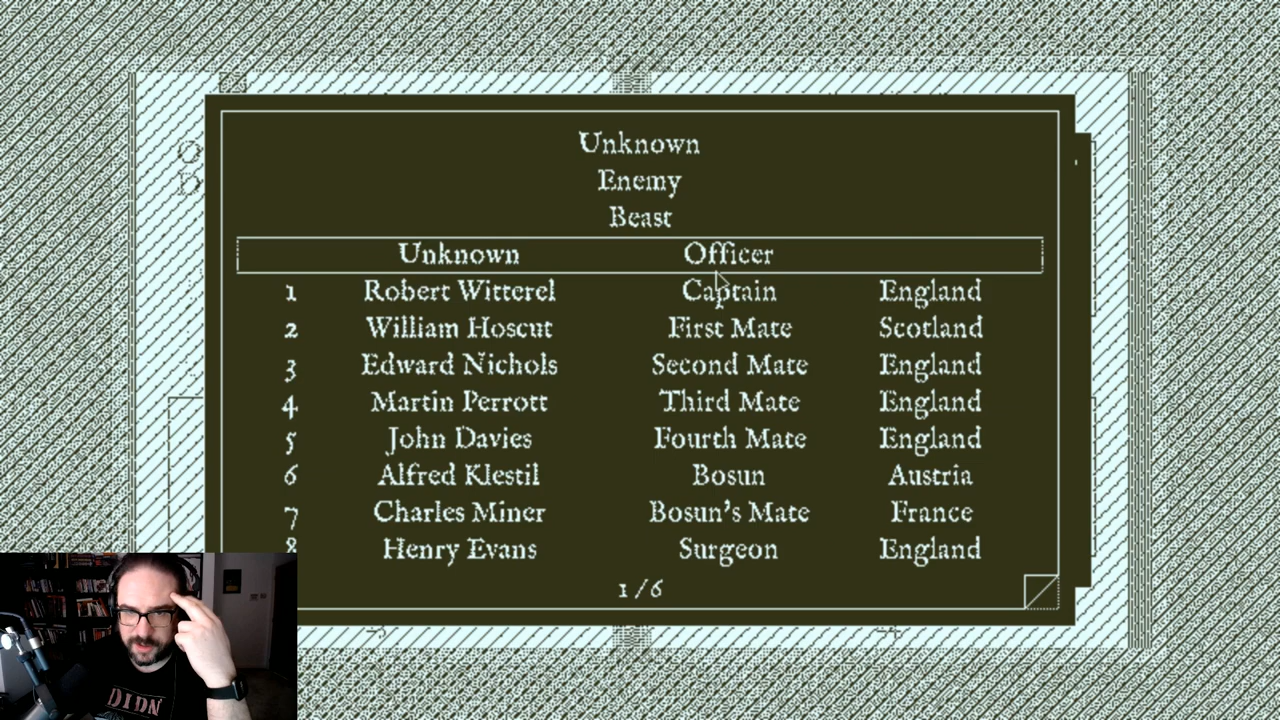 Unknown
Enemy
Beast
Unknown Officer
1 Robert Witterel Captain England
2 William Hoscut First Mate Scotland
3 Edward Nichols Second Mate England
4 Martin Perrott Third Mate England
5 John Davies Fourth Mate England
6 Alfred Klestil Bosun Austria
7 Charles Miner Bosun's Mate France
8 Henry Evans Surgeon England
1/6
DIDN